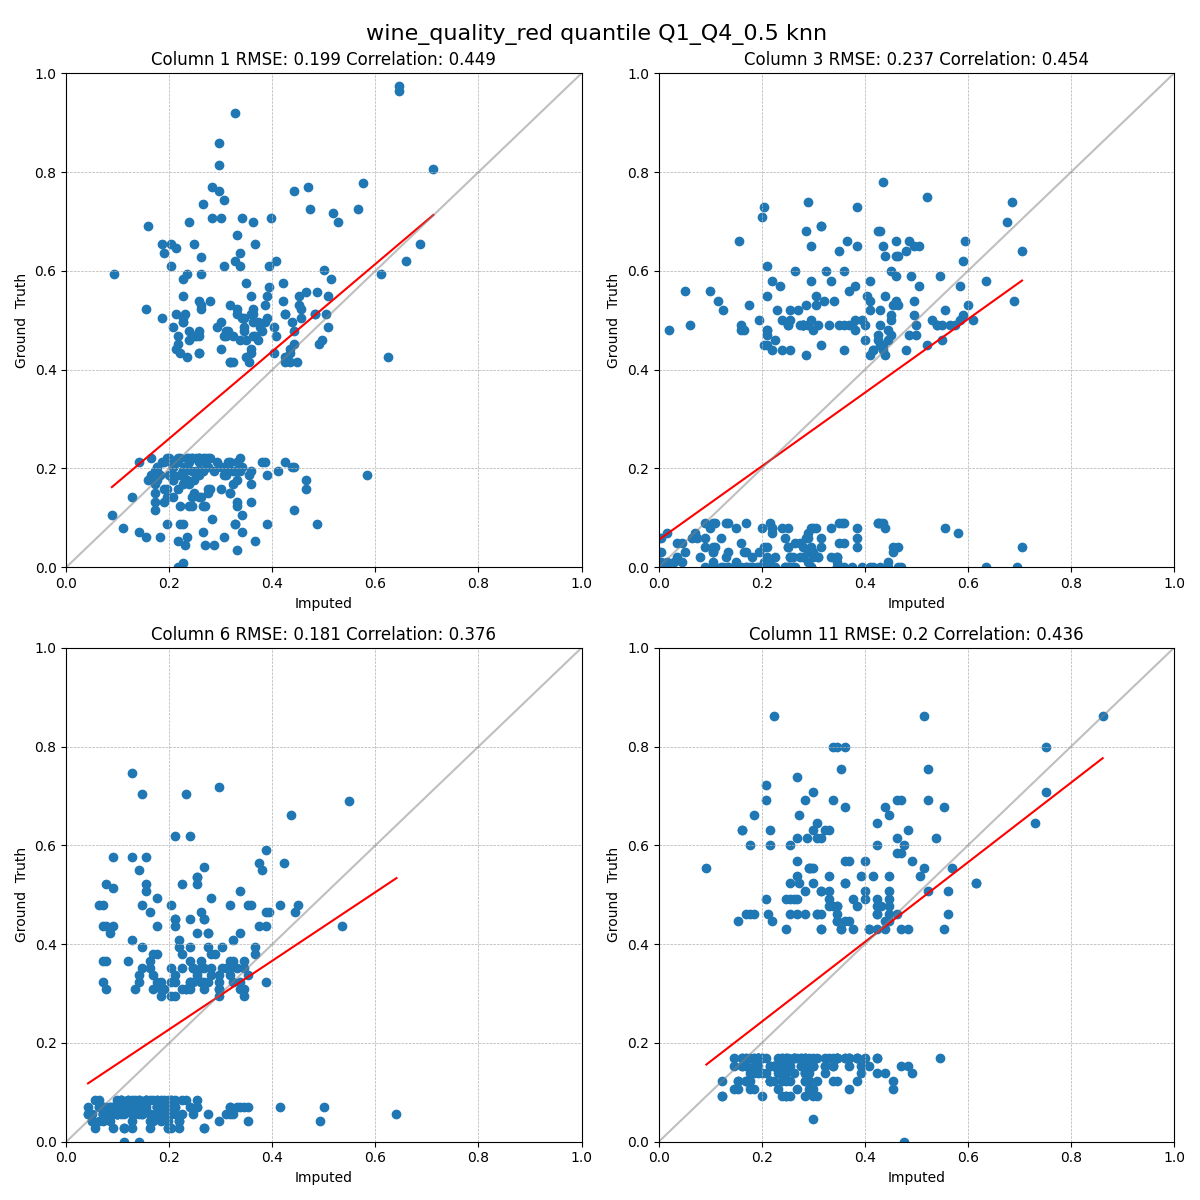 wine_quality_red quantile Q1_Q4_0.5 knn
Column 1 RMSE: 0.199 Correlation: 0.449
1.0
0.8
0.6
0.4
0.2
0.0
Ground Truth
0.0 0.2 0.4 0.6 0.8 1.0
Imputed
Column 3 RMSE: 0.237 Correlation: 0.454
1.0
0.8
0.6
0.4
0.2
0.0
Ground Truth
0.0 0.2 0.4 0.6 0.8 1.0
Imputed
Column 6 RMSE: 0.181 Correlation: 0.376
1.0
0.8
0.6
0.4
0.2
0.0
Ground Truth
0.0 0.2 0.4 0.6 0.8 1.0
Imputed
Column 11 RMSE: 0.2 Correlation: 0.436
1.0
0.8
0.6
0.4
0.2
0.0
Ground Truth
0.0 0.2 0.4 0.6 0.8 1.0
Imputed